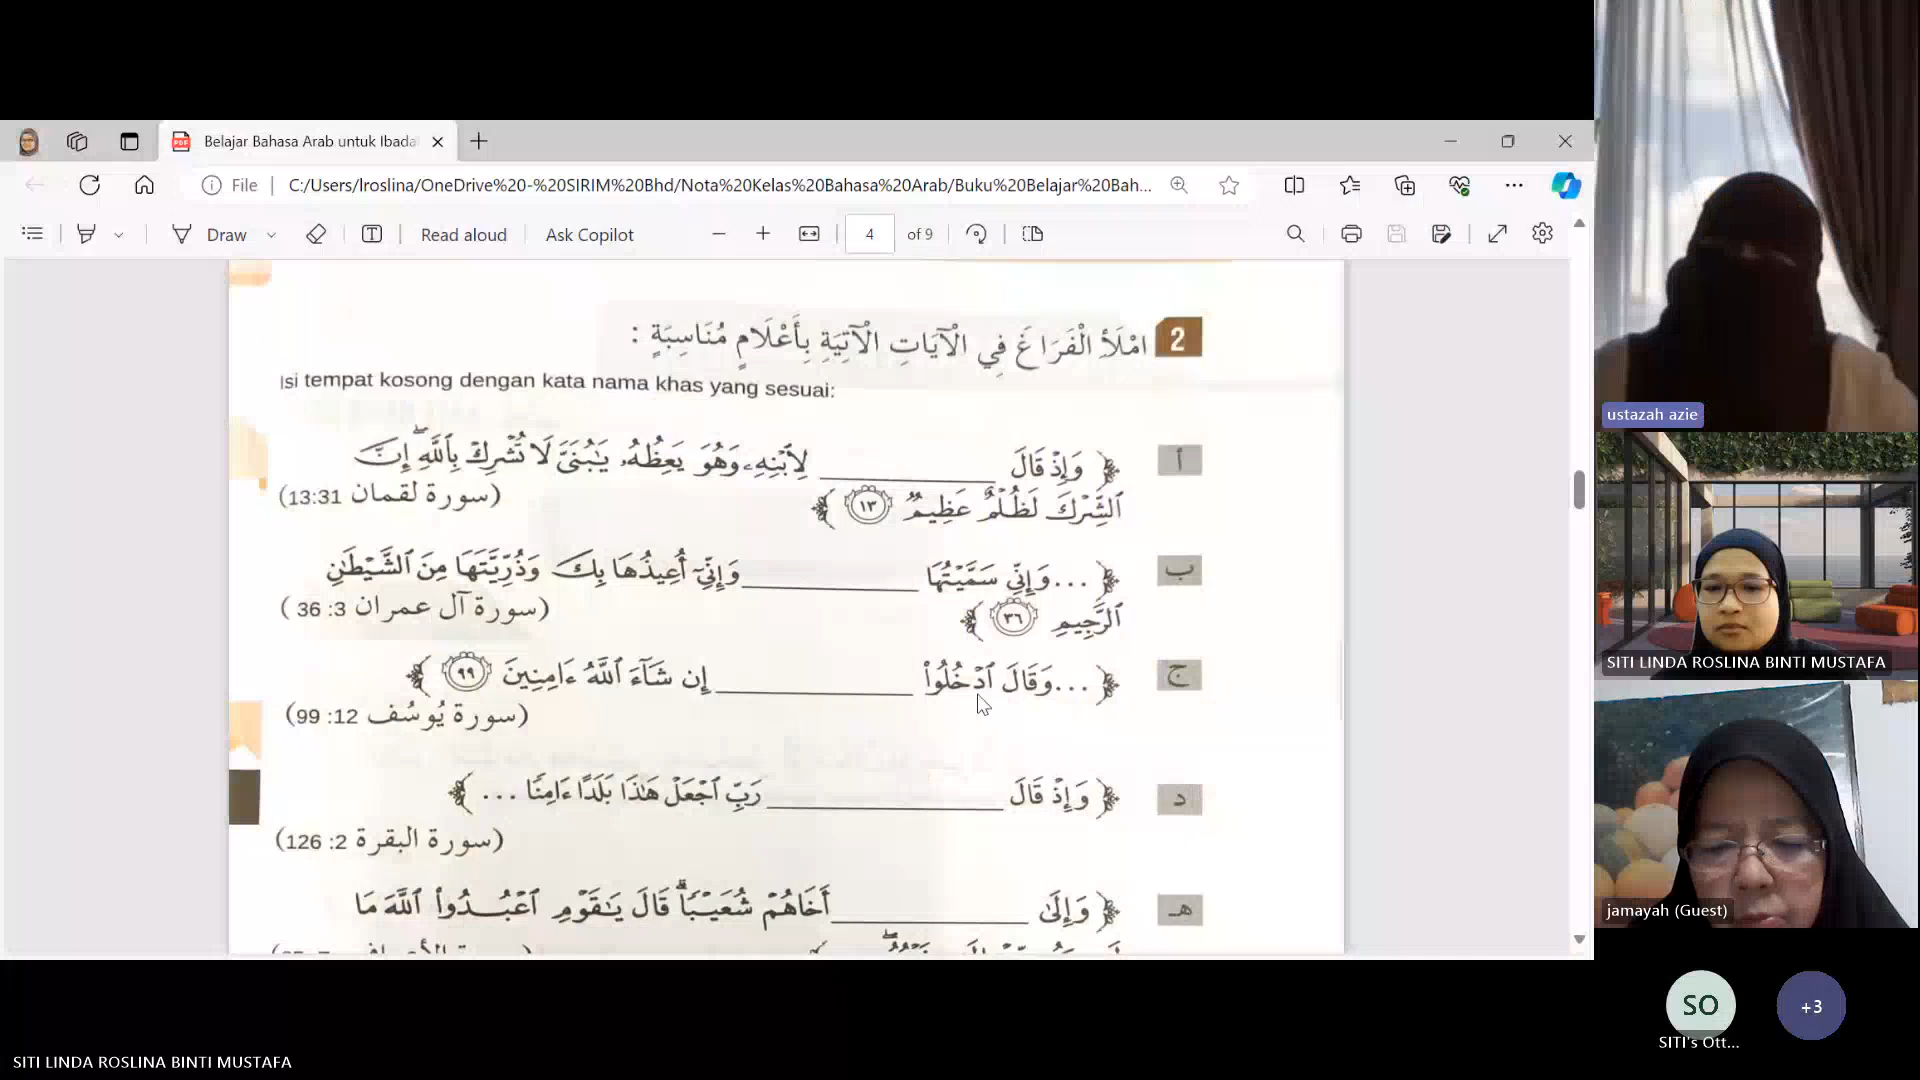 Belajar Bahasa Arab untuk Ibada
File
C:/Users/lroslina/OneDrive%20-%20SIRIM%20Bhd/Nota%20Kelas%20Bahasa%20Arab/Buku%20Belajar%20Bah...
Draw
Read aloud
Ask Copilot
4 of 9
2 امْلَأْ الْفَرَاغَ فِي الْآيَاتِ الْآتِيَةِ بِأَعْلَامٍ مُنَاسِبَةٍ :
Isi tempat kosong dengan kata nama khas yang sesuai:
أ ﴿ وَإِذْ قَالَ ________ لِٱبْنِهِۦ وَهُوَ يَعِظُهُۥ يَٰبُنَىَّ لَا تُشْرِكْ بِٱللَّهِۖ إِنَّ
ٱلشِّرْكَ لَظُلْمٌ عَظِيمٌ ١٣ ﴾
(سورة لقمان 13:31)
ب ﴿ ...وَإِنِّي سَمَّيْتُهَا ________ وَإِنِّيٓ أُعِيذُهَا بِكَ وَذُرِّيَّتَهَا مِنَ ٱلشَّيْطَٰنِ
ٱلرَّجِيمِ ٣٦ ﴾
(سورة آل عمران 3: 36 )
ج ﴿ ...وَقَالَ ٱدْخُلُوا۟ ________ إِن شَآءَ ٱللَّهُ ءَامِنِينَ ٩٩ ﴾
(سورة يُوسُف 12: 99)
د ﴿ وَإِذْ قَالَ ________ رَبِّ ٱجْعَلْ هَٰذَا بَلَدًا ءَامِنًا ... ﴾
(سورة البقرة 2: 126)
هـ ﴿ وَإِلَىٰ ________ أَخَاهُمْ شُعَيْبًاۗ قَالَ يَٰقَوْمِ ٱعْبُدُوا۟ ٱللَّهَ مَا
ustazah azie
SITI LINDA ROSLINA BINTI MUSTAFA
jamayah (Guest)
SO
+3
SITI's Ott...
SITI LINDA ROSLINA BINTI MUSTAFA